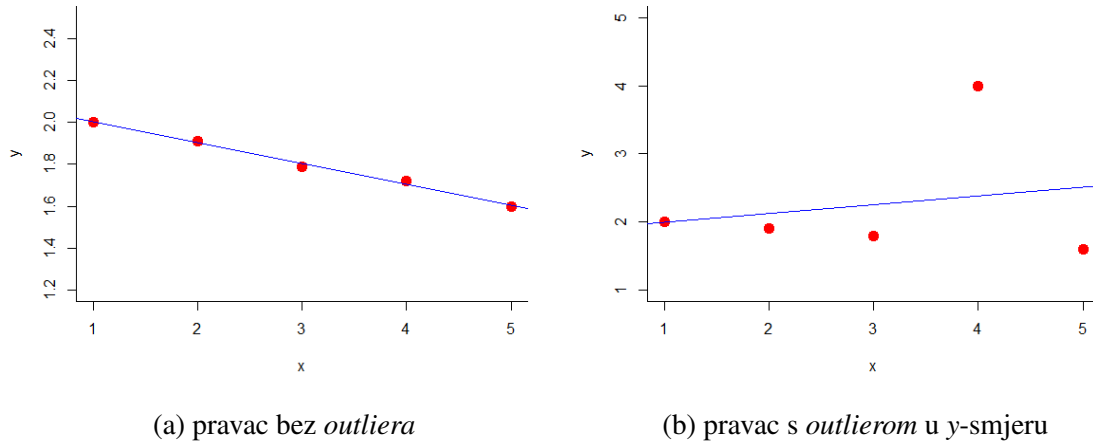 2.4
2.2
2.0
1.8
1.6
1.4
1.2
y
1 2 3 4 5
x
(a) pravac bez outliera
5
4
3
2
1
y
1 2 3 4 5
x
(b) pravac s outlierom u y-smjeru